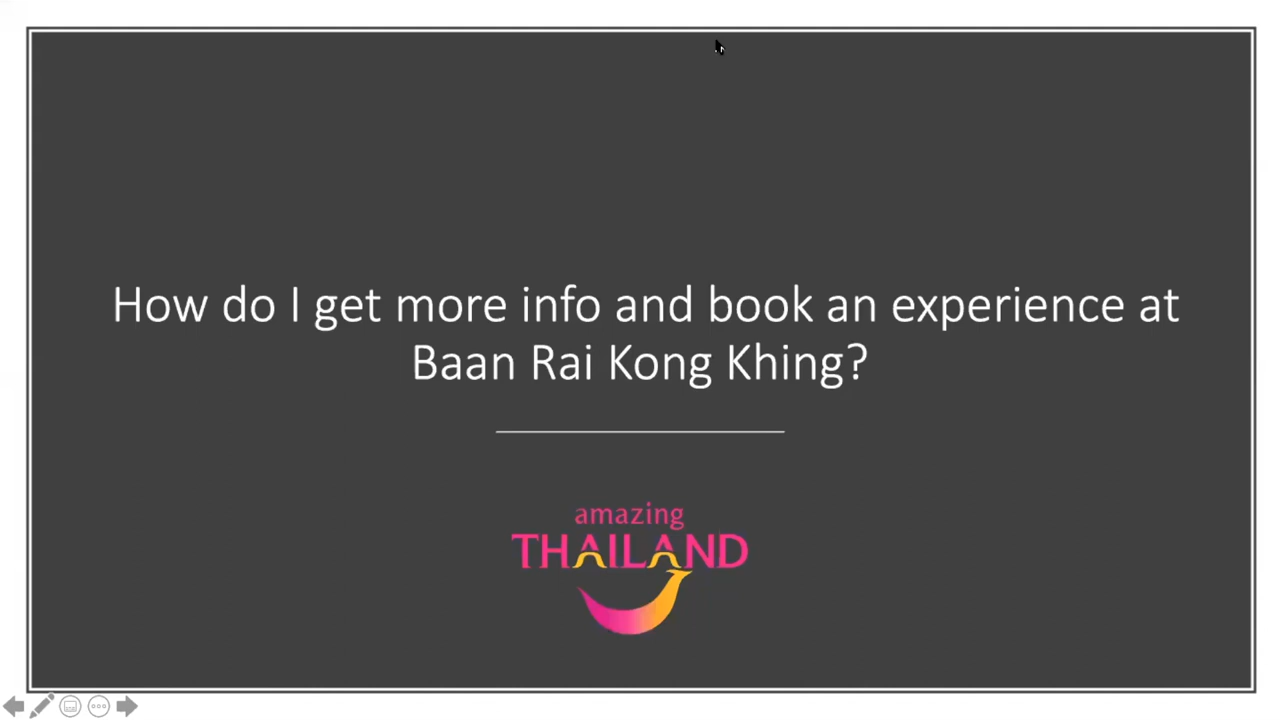 How do I get more info and book an experience at
Baan Rai Kong Khing?
amazing
THAILAND